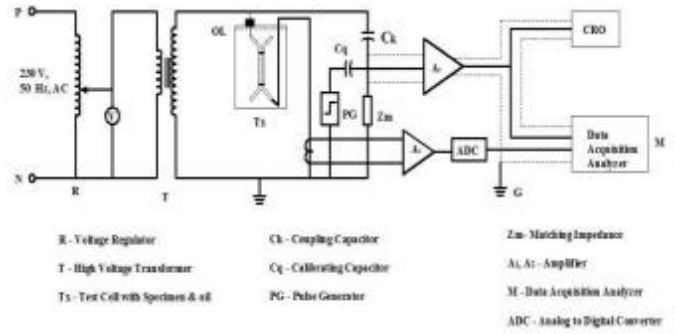 P
OL
Ck
Cq
CRO
230 V,
50 Hz, AC
V
PG
Zm
Tx
Data
Acquisition
Analyzer
M
ADC
N
R
T
G
R - Voltage Regulator
Ck - Coupling Capacitor
Zm- Matching Impedance
T - High Voltage Transformer
Cq - Calibrating Capacitor
A1, A2 - Amplifier
Tx - Test Cell with Specimen & oil
PG - Pulse Generator
M - Data Acquisition Analyzer
ADC - Analog to Digital Converter